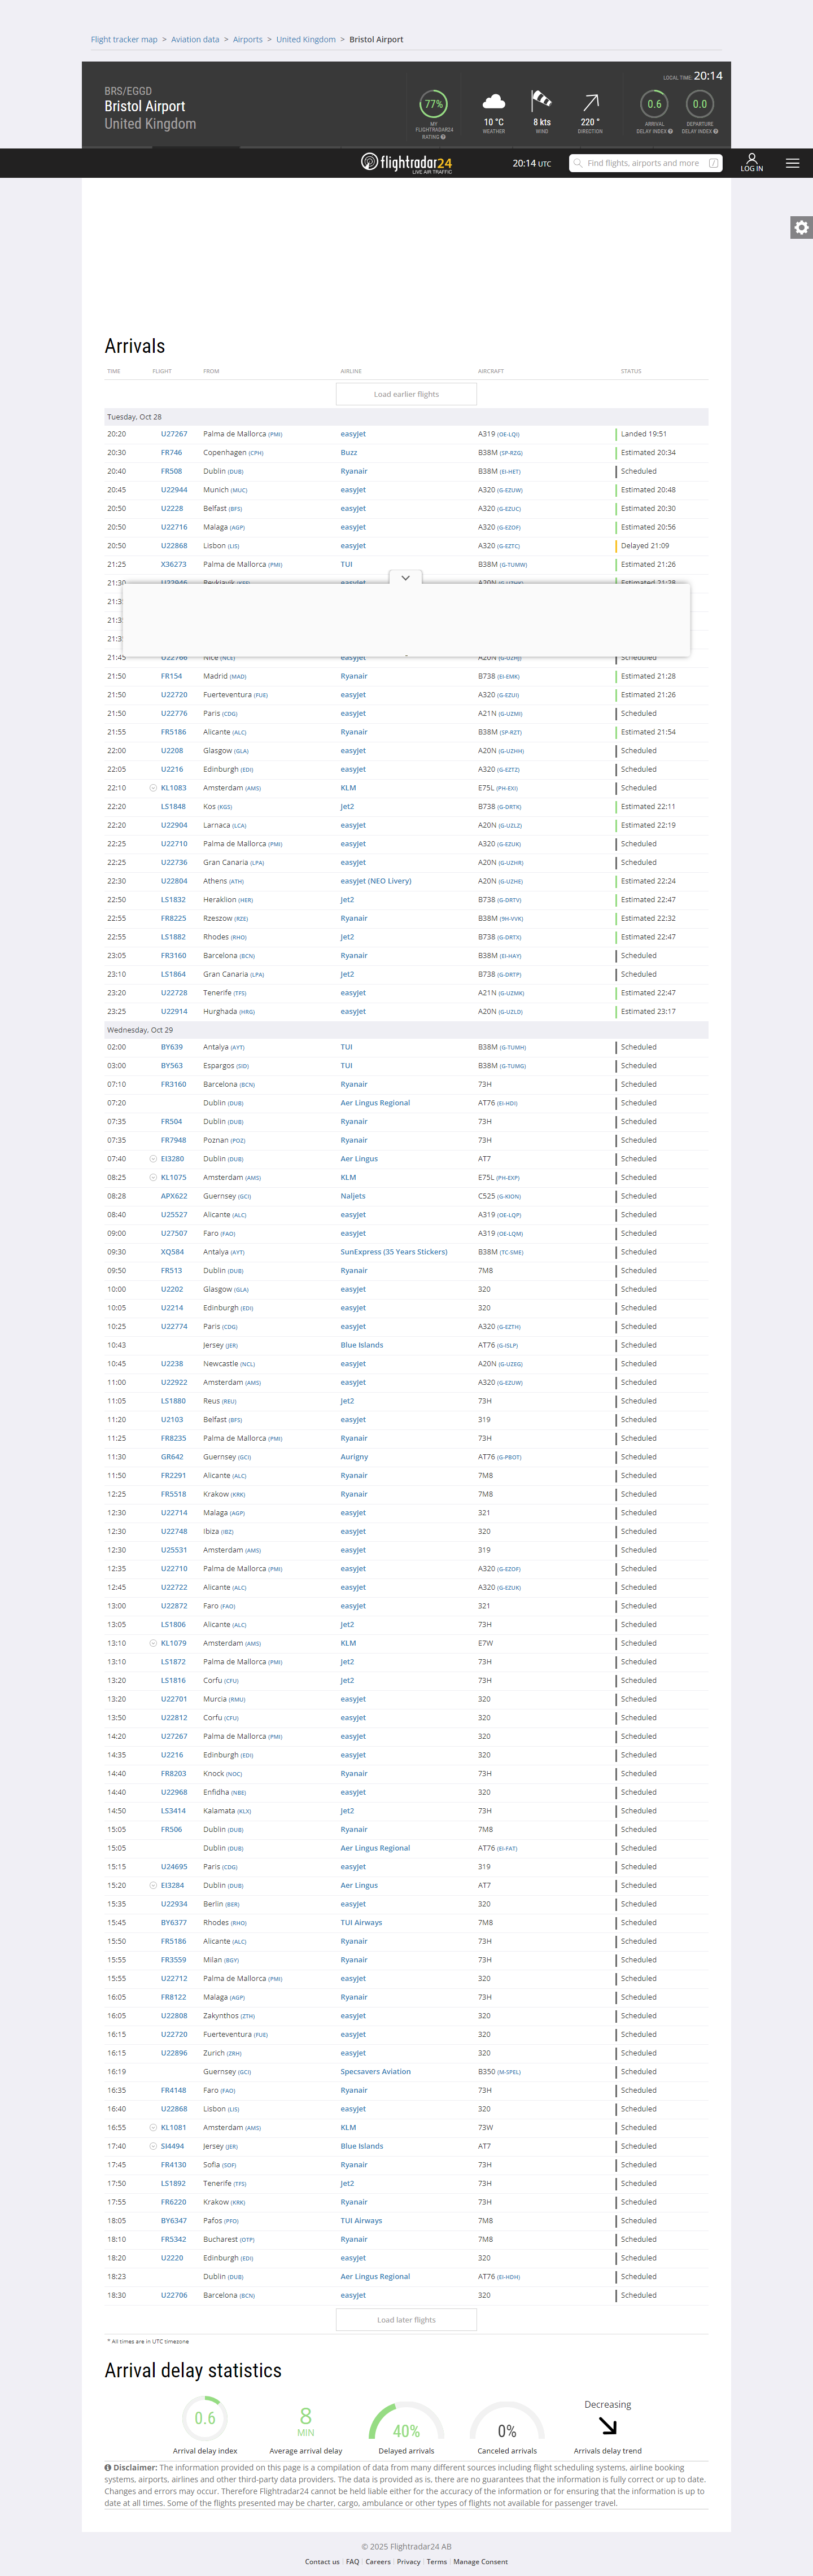 Flight tracker map > Aviation data > Airports > United Kingdom > Bristol Airport
LOCAL TIME: 20:14
BRS/EGGD
Bristol Airport
United Kingdom
77%
MY FLIGHTRADAR24 RATING
10 °C
WEATHER
8 kts
WIND
220 °
DIRECTION
0.6
ARRIVAL DELAY INDEX
0.0
DEPARTURE DELAY INDEX
flightradar24
LIVE AIR TRAFFIC
20:14 UTC
Find flights, airports and more
/
LOG IN
Arrivals
TIME FLIGHT FROM AIRLINE AIRCRAFT STATUS
Load earlier flights
Tuesday, Oct 28
20:20 U27267 Palma de Mallorca (PMI) easyJet A319 (OE-LQI) Landed 19:51
20:30 FR746 Copenhagen (CPH) Buzz B38M (SP-RZG) Estimated 20:34
20:40 FR508 Dublin (DUB) Ryanair B38M (EI-HET) Scheduled
20:45 U22944 Munich (MUC) easyJet A320 (G-EZUW) Estimated 20:48
20:50 U2228 Belfast (BFS) easyJet A320 (G-EZUC) Estimated 20:30
20:50 U22716 Malaga (AGP) easyJet A320 (G-EZOF) Estimated 20:56
20:50 U22868 Lisbon (LIS) easyJet A320 (G-EZTC) Delayed 21:09
21:25 X36273 Palma de Mallorca (PMI) TUI B38M (G-TUMW) Estimated 21:26
21:30 U22946 Reykjavik (KEF) easyJet A20N Estimated 21:28
21:45 U22766 Nice (NCE) easyJet A20N (G-UZHJ) Scheduled
21:50 FR154 Madrid (MAD) Ryanair B738 (EI-EMK) Estimated 21:28
21:50 U22720 Fuerteventura (FUE) easyJet A320 (G-EZUI) Estimated 21:26
21:50 U22776 Paris (CDG) easyJet A21N (G-UZMI) Scheduled
21:55 FR5186 Alicante (ALC) Ryanair B38M (SP-RZT) Estimated 21:54
22:00 U2208 Glasgow (GLA) easyJet A20N (G-UZHH) Scheduled
22:05 U2216 Edinburgh (EDI) easyJet A320 (G-EZTZ) Scheduled
22:10 KL1083 Amsterdam (AMS) KLM E75L (PH-EXI) Scheduled
22:20 LS1848 Kos (KGS) Jet2 B738 (G-DRTK) Estimated 22:11
22:20 U22904 Larnaca (LCA) easyJet A20N (G-UZLZ) Estimated 22:19
22:25 U22710 Palma de Mallorca (PMI) easyJet A320 (G-EZUK) Scheduled
22:25 U22736 Gran Canaria (LPA) easyJet A20N (G-UZHR) Scheduled
22:30 U22804 Athens (ATH) easyJet (NEO Livery) A20N (G-UZHE) Estimated 22:24
22:50 LS1832 Heraklion (HER) Jet2 B738 (G-DRTV) Estimated 22:47
22:55 FR8225 Rzeszow (RZE) Ryanair B38M (9H-VVK) Estimated 22:32
22:55 LS1882 Rhodes (RHO) Jet2 B738 (G-DRTX) Estimated 22:47
23:05 FR3160 Barcelona (BCN) Ryanair B38M (EI-HAY) Scheduled
23:10 LS1864 Gran Canaria (LPA) Jet2 B738 (G-DRTP) Scheduled
23:20 U22728 Tenerife (TFS) easyJet A21N (G-UZMK) Estimated 22:47
23:25 U22914 Hurghada (HRG) easyJet A20N (G-UZLD) Estimated 23:17
Wednesday, Oct 29
02:00 BY639 Antalya (AYT) TUI B38M (G-TUMH) Scheduled
03:00 BY563 Espargos (SID) TUI B38M (G-TUMG) Scheduled
07:10 FR3160 Barcelona (BCN) Ryanair 73H Scheduled
07:20 Dublin (DUB) Aer Lingus Regional AT76 (EI-HDI) Scheduled
07:35 FR504 Dublin (DUB) Ryanair 73H Scheduled
07:35 FR7948 Poznan (POZ) Ryanair 73H Scheduled
07:40 EI3280 Dublin (DUB) Aer Lingus AT7 Scheduled
08:25 KL1075 Amsterdam (AMS) KLM E75L (PH-EXP) Scheduled
08:28 APX622 Guernsey (GCI) Naljets C525 (G-KION) Scheduled
08:40 U25527 Alicante (ALC) easyJet A319 (OE-LQP) Scheduled
09:00 U27507 Faro (FAO) easyJet A319 (OE-LQM) Scheduled
09:30 XQ584 Antalya (AYT) SunExpress (35 Years Stickers) B38M (TC-SME) Scheduled
09:50 FR513 Dublin (DUB) Ryanair 7M8 Scheduled
10:00 U2202 Glasgow (GLA) easyJet 320 Scheduled
10:05 U2214 Edinburgh (EDI) easyJet 320 Scheduled
10:25 U22774 Paris (CDG) easyJet A320 (G-EZTH) Scheduled
10:43 Jersey (JER) Blue Islands AT76 (G-ISLP) Scheduled
10:45 U2238 Newcastle (NCL) easyJet A20N (G-UZEG) Scheduled
11:00 U22922 Amsterdam (AMS) easyJet A320 (G-EZUW) Scheduled
11:05 LS1880 Reus (REU) Jet2 73H Scheduled
11:20 U2103 Belfast (BFS) easyJet 319 Scheduled
11:25 FR8235 Palma de Mallorca (PMI) Ryanair 73H Scheduled
11:30 GR642 Guernsey (GCI) Aurigny AT76 (G-PBOT) Scheduled
11:50 FR2291 Alicante (ALC) Ryanair 7M8 Scheduled
12:25 FR5518 Krakow (KRK) Ryanair 7M8 Scheduled
12:30 U22714 Malaga (AGP) easyJet 321 Scheduled
12:30 U22748 Ibiza (IBZ) easyJet 320 Scheduled
12:30 U25531 Amsterdam (AMS) easyJet 319 Scheduled
12:35 U22710 Palma de Mallorca (PMI) easyJet A320 (G-EZOF) Scheduled
12:45 U22722 Alicante (ALC) easyJet A320 (G-EZUK) Scheduled
13:00 U22872 Faro (FAO) easyJet 321 Scheduled
13:05 LS1806 Alicante (ALC) Jet2 73H Scheduled
13:10 KL1079 Amsterdam (AMS) KLM E7W Scheduled
13:10 LS1872 Palma de Mallorca (PMI) Jet2 73H Scheduled
13:20 LS1816 Corfu (CFU) Jet2 73H Scheduled
13:20 U22701 Murcia (RMU) easyJet 320 Scheduled
13:50 U22812 Corfu (CFU) easyJet 320 Scheduled
14:20 U27267 Palma de Mallorca (PMI) easyJet 320 Scheduled
14:35 U2216 Edinburgh (EDI) easyJet 320 Scheduled
14:40 FR8203 Knock (NOC) Ryanair 73H Scheduled
14:40 U22968 Enfidha (NBE) easyJet 320 Scheduled
14:50 LS3414 Kalamata (KLX) Jet2 73H Scheduled
15:05 FR506 Dublin (DUB) Ryanair 7M8 Scheduled
15:05 Dublin (DUB) Aer Lingus Regional AT76 (EI-FAT) Scheduled
15:15 U24695 Paris (CDG) easyJet 319 Scheduled
15:20 EI3284 Dublin (DUB) Aer Lingus AT7 Scheduled
15:35 U22934 Berlin (BER) easyJet 320 Scheduled
15:45 BY6377 Rhodes (RHO) TUI Airways 7M8 Scheduled
15:50 FR5186 Alicante (ALC) Ryanair 73H Scheduled
15:55 FR3559 Milan (BGY) Ryanair 73H Scheduled
15:55 U22712 Palma de Mallorca (PMI) easyJet 320 Scheduled
16:05 FR8122 Malaga (AGP) Ryanair 73H Scheduled
16:05 U22808 Zakynthos (ZTH) easyJet 320 Scheduled
16:15 U22720 Fuerteventura (FUE) easyJet 320 Scheduled
16:15 U22896 Zurich (ZRH) easyJet 320 Scheduled
16:19 Guernsey (GCI) Specsavers Aviation B350 (M-SPEL) Scheduled
16:35 FR4148 Faro (FAO) Ryanair 73H Scheduled
16:40 U22868 Lisbon (LIS) easyJet 320 Scheduled
16:55 KL1081 Amsterdam (AMS) KLM 73W Scheduled
17:40 SI4494 Jersey (JER) Blue Islands AT7 Scheduled
17:45 FR4130 Sofia (SOF) Ryanair 73H Scheduled
17:50 LS1892 Tenerife (TFS) Jet2 73H Scheduled
17:55 FR6220 Krakow (KRK) Ryanair 73H Scheduled
18:05 BY6347 Pafos (PFO) TUI Airways 7M8 Scheduled
18:10 FR5342 Bucharest (OTP) Ryanair 7M8 Scheduled
18:20 U2220 Edinburgh (EDI) easyJet 320 Scheduled
18:23 Dublin (DUB) Aer Lingus Regional AT76 (EI-HDH) Scheduled
18:30 U22706 Barcelona (BCN) easyJet 320 Scheduled
Load later flights
* All times are in UTC timezone
Arrival delay statistics
0.6
Arrival delay index
8
MIN
Average arrival delay
40%
Delayed arrivals
0%
Canceled arrivals
Decreasing
Arrivals delay trend
Disclaimer: The information provided on this page is a compilation of data from many different sources including flight scheduling systems, airline booking
systems, airports, airlines and other third-party data providers. The data is provided as is, there are no guarantees that the information is fully correct or up to date.
Changes and errors may occur. Therefore Flightradar24 cannot be held liable either for the accuracy of the information or for ensuring that the information is up to
date at all times. Some of the flights presented may be charter, cargo, ambulance or other types of flights not available for passenger travel.
© 2025 Flightradar24 AB
Contact us | FAQ | Careers | Privacy | Terms | Manage Consent